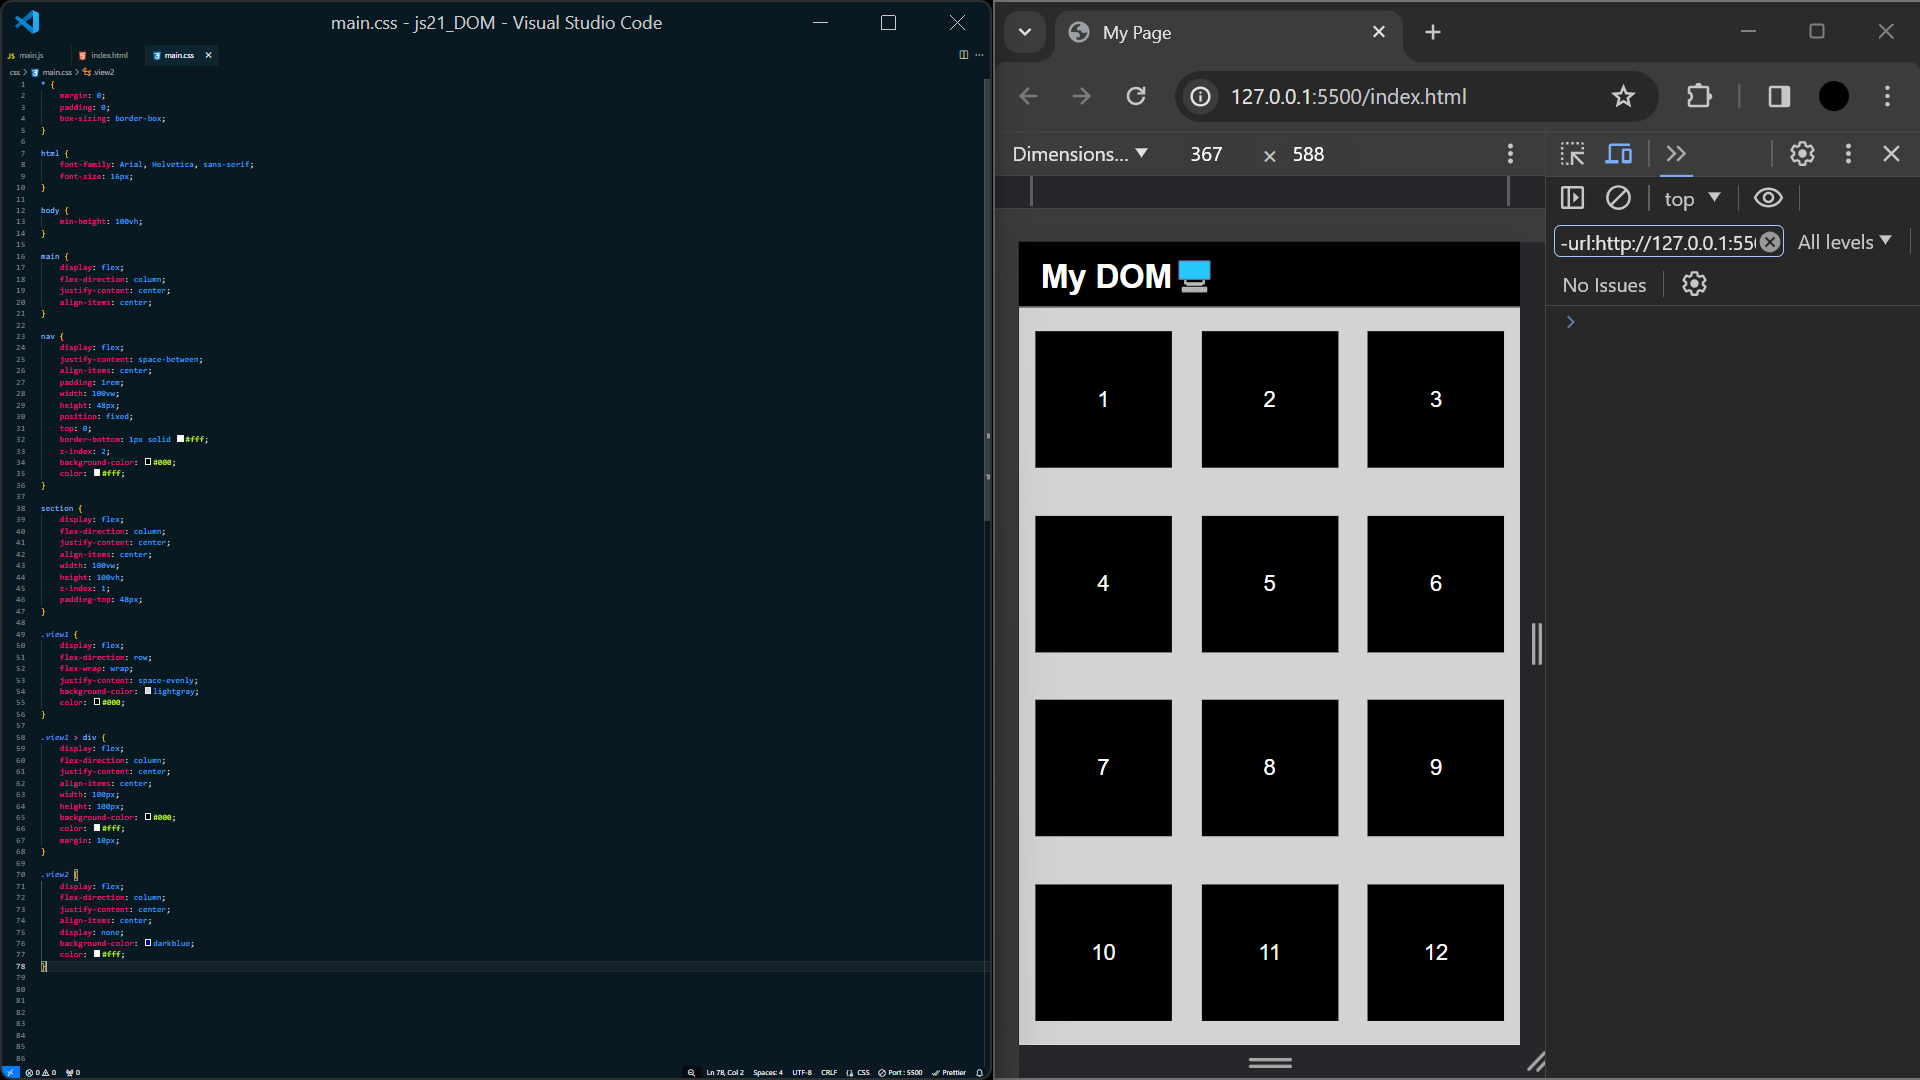 main.css - js21_DOM - Visual Studio Code
JS main.js
index.html
main.css
css > main.css > .view2
1 * {
2 margin: 0;
3 padding: 0;
4 box-sizing: border-box;
5 }
6
7 html {
8 font-family: Arial, Helvetica, sans-serif;
9 font-size: 16px;
10 }
11
12 body {
13 min-height: 100vh;
14 }
15
16 main {
17 display: flex;
18 flex-direction: column;
19 justify-content: center;
20 align-items: center;
21 }
22
23 nav {
24 display: flex;
25 justify-content: space-between;
26 align-items: center;
27 padding: 1rem;
28 width: 100vw;
29 height: 48px;
30 position: fixed;
31 top: 0;
32 border-bottom: 1px solid #fff;
33 z-index: 2;
34 background-color: #000;
35 color: #fff;
36 }
37
38 section {
39 display: flex;
40 flex-direction: column;
41 justify-content: center;
42 align-items: center;
43 width: 100vw;
44 height: 100vh;
45 z-index: 1;
46 padding-top: 48px;
47 }
48
49 .view1 {
50 display: flex;
51 flex-direction: row;
52 flex-wrap: wrap;
53 justify-content: space-evenly;
54 background-color: lightgray;
55 color: #000;
56 }
57
58 .view1 > div {
59 display: flex;
60 flex-direction: column;
61 justify-content: center;
62 align-items: center;
63 width: 100px;
64 height: 100px;
65 background-color: #000;
66 color: #fff;
67 margin: 10px;
68 }
69
70 .view2 {
71 display: flex;
72 flex-direction: column;
73 justify-content: center;
74 align-items: center;
75 display: none;
76 background-color: darkblue;
77 color: #fff;
78 }
79
80
81
82
83
84
85
86
0 0 0
Ln 78, Col 2 Spaces: 4 UTF-8 CRLF CSS Port : 5500 Prettier
My Page
127.0.0.1:5500/index.html
Dimensions... 367 × 588
top
-url:http://127.0.0.1:55
All levels
No Issues
My DOM
1 2 3
4 5 6
7 8 9
10 11 12